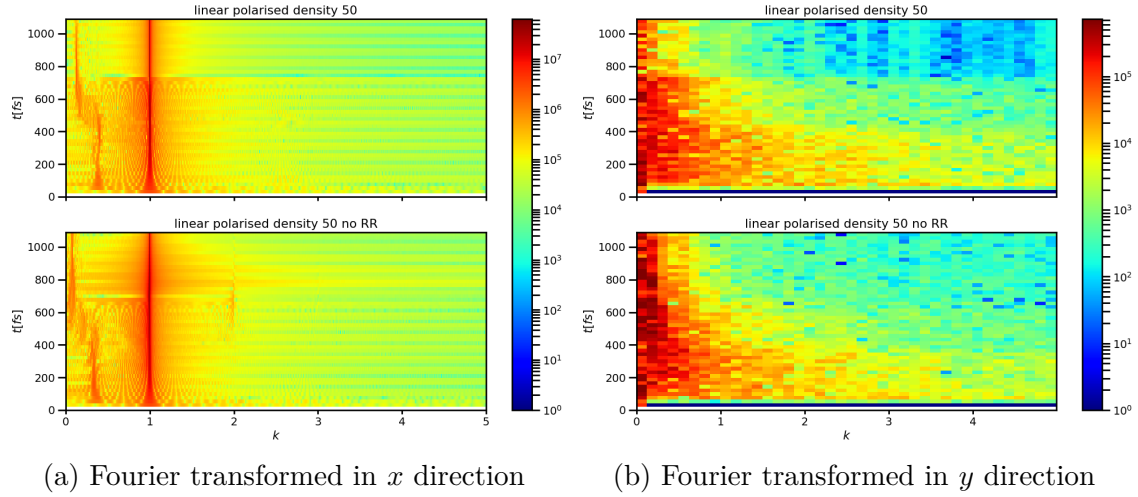 linear polarised density 50
1000
800
600
400
200
0
t[fs]
10^7
10^6
10^5
10^4
10^3
10^2
10^1
10^0
linear polarised density 50 no RR
1000
800
600
400
200
0
t[fs]
0 1 2 3 4 5
k
linear polarised density 50
1000
800
600
400
200
0
t[fs]
10^5
10^4
10^3
10^2
10^1
10^0
linear polarised density 50 no RR
1000
800
600
400
200
0
t[fs]
0 1 2 3 4
k
(a) Fourier transformed in x direction
(b) Fourier transformed in y direction